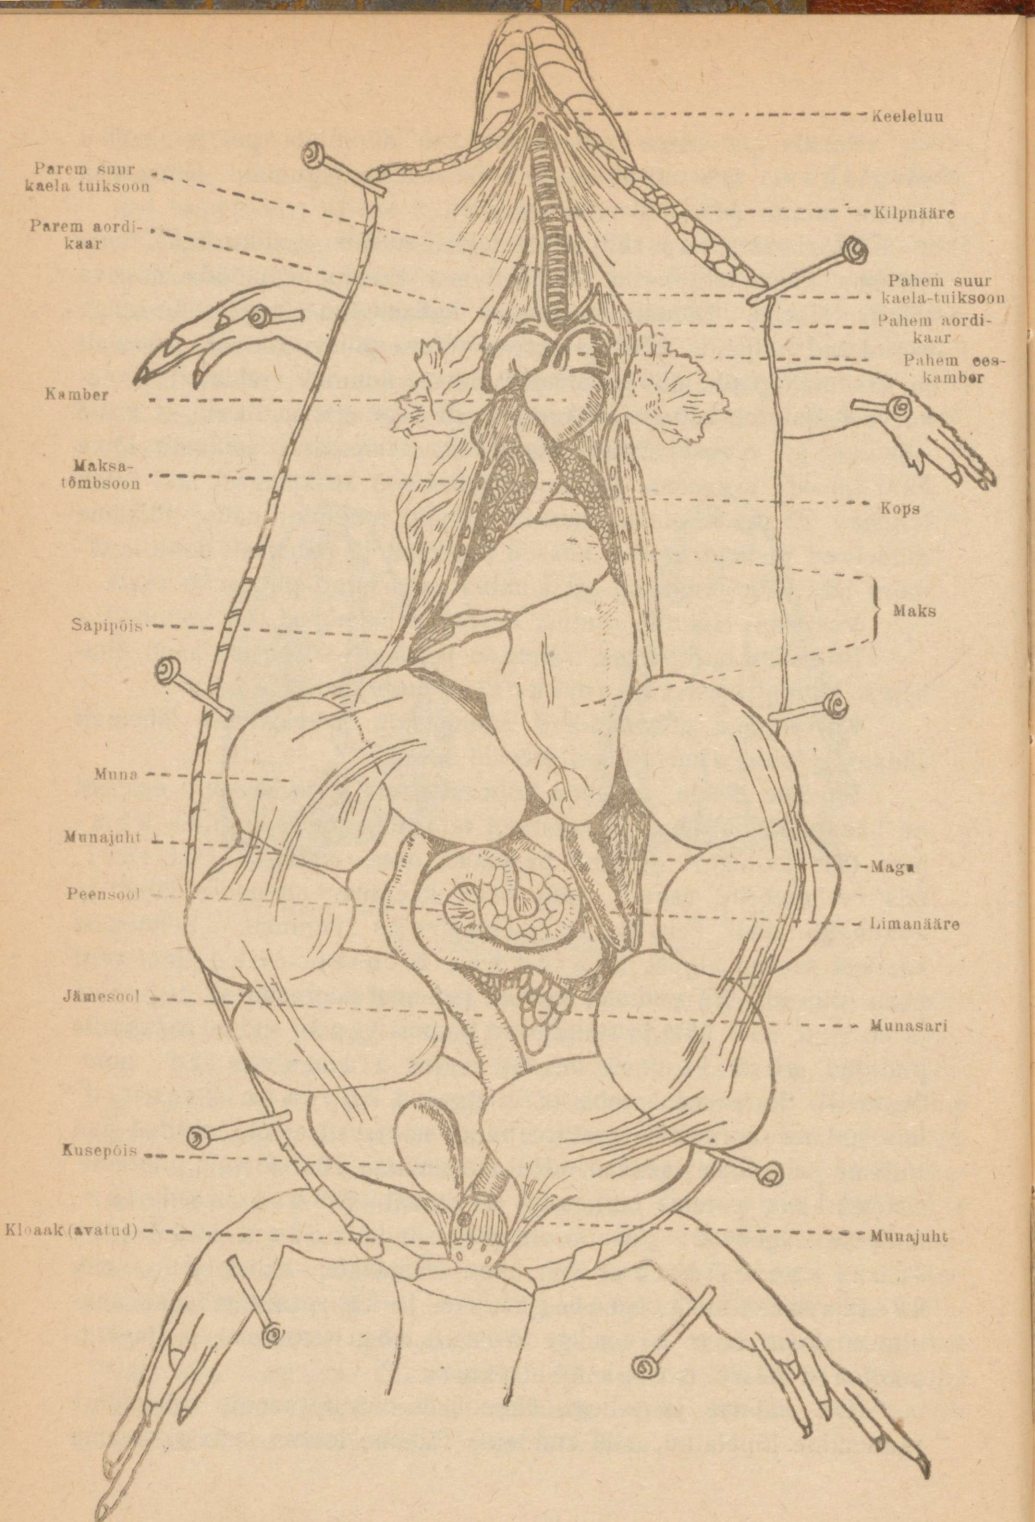 Keeleluu
Parem suur
kaela tuiksoon
Kilpnääre
Parem aordi-
kaar
Pahem suur
kaela-tuiksoon
Pahem aordi-
kaar
Pahem ees-
kamber
Kamber
Maksa-
tõmbsoon
Kops
Maks
Sapipõis
Muna
Munajuht
Magu
Peensool
Limanääre
Jämesool
Munasari
Kusepõis
Kloaak (avatud)
Munajuht